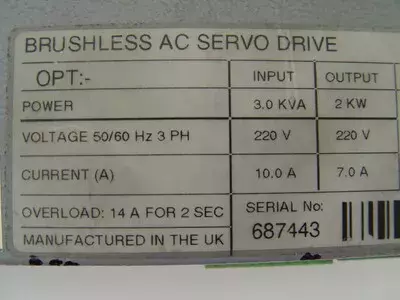 BRUSHLESS AC SERVO DRIVE
OPT:- INPUT OUTPUT
POWER 3.0 KVA 2 KW
VOLTAGE 50/60 Hz 3 PH 220 V 220 V
CURRENT (A) 10.0 A 7.0 A
OVERLOAD: 14 A FOR 2 SEC SERIAL No:
687443
MANUFACTURED IN THE UK